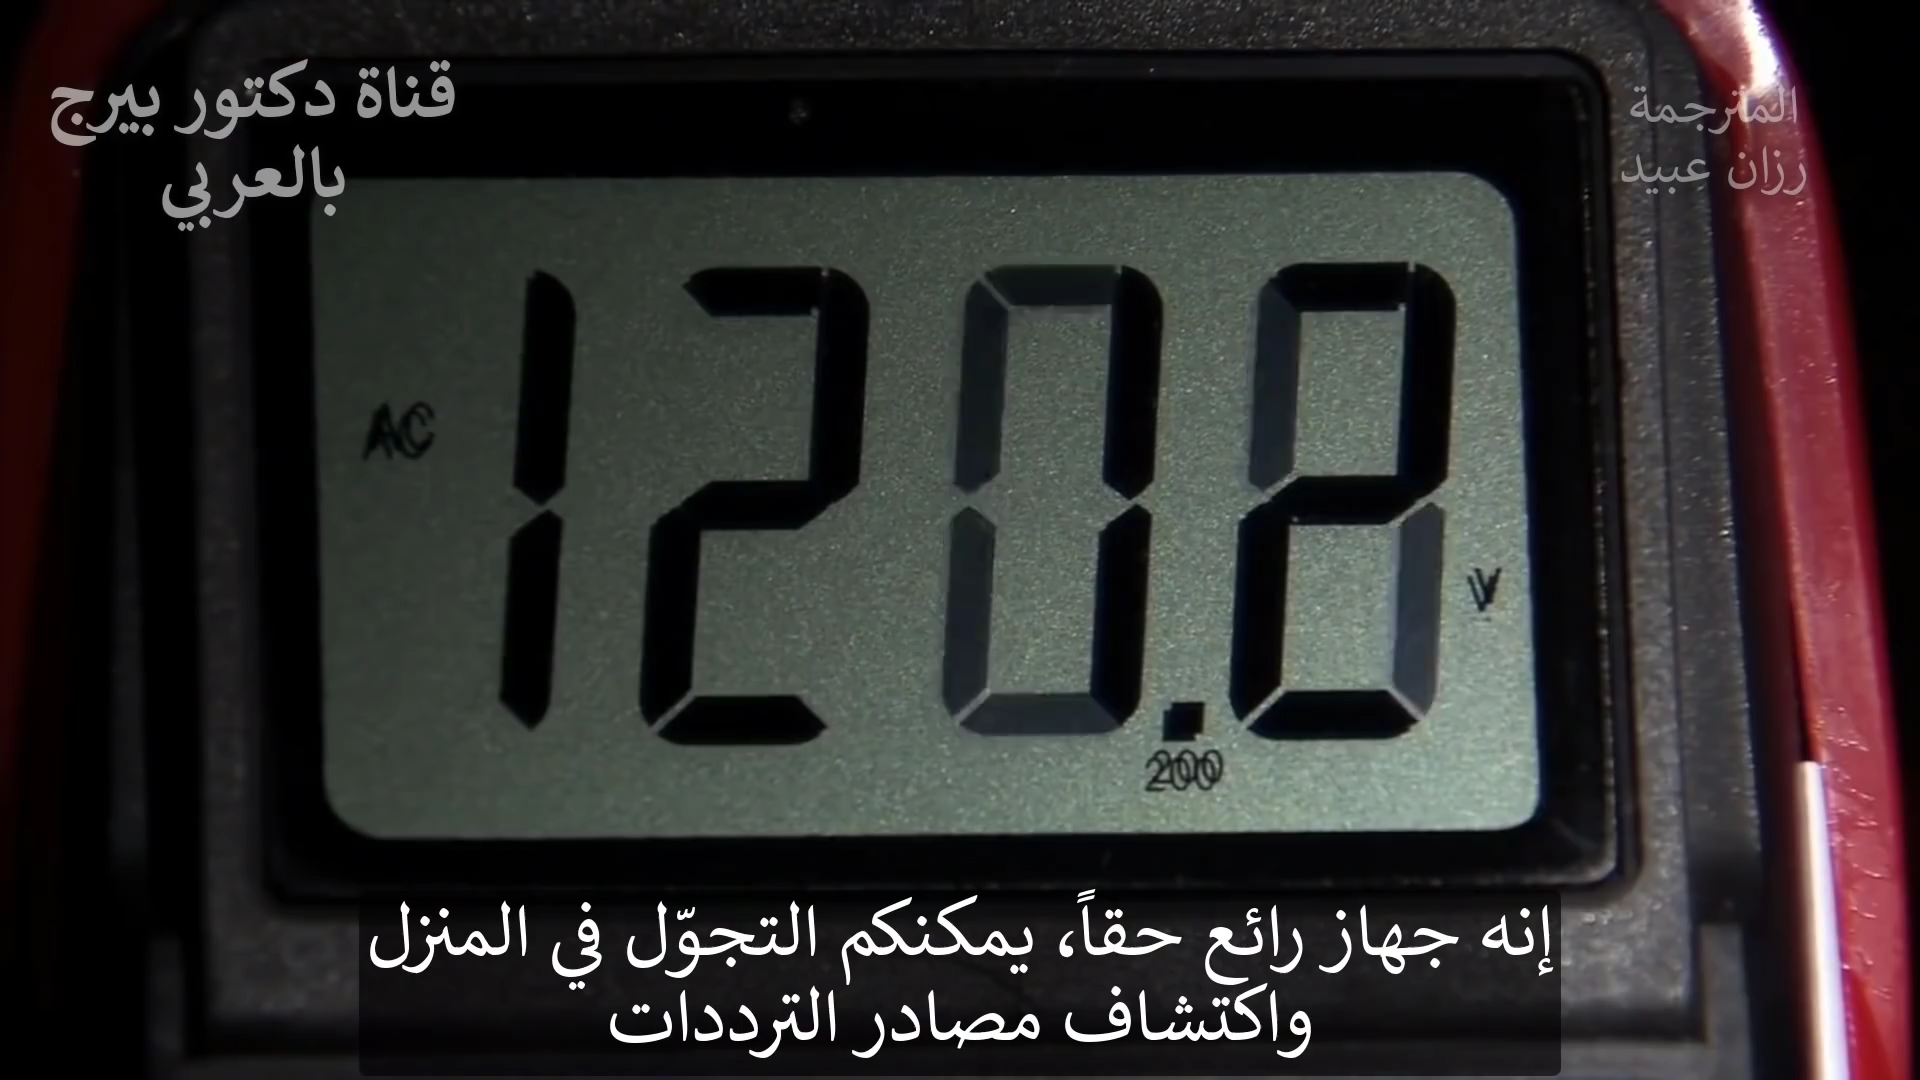 قناة دكتور بيرج
بالعربي
المترجمة
رزان عبيد
AC
120.8
V
200
إنه جهاز رائع حقاً، يمكنكم التجوّل في المنزل
واكتشاف مصادر الترددات